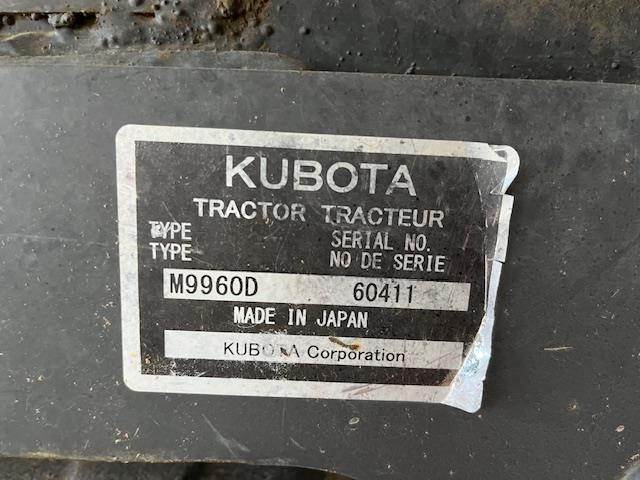 KUBOTA
TRACTOR TRACTEUR
TYPE SERIAL NO.
TYPE NO DE SERIE
M9960D 60411
MADE IN JAPAN
KUBOTA Corporation